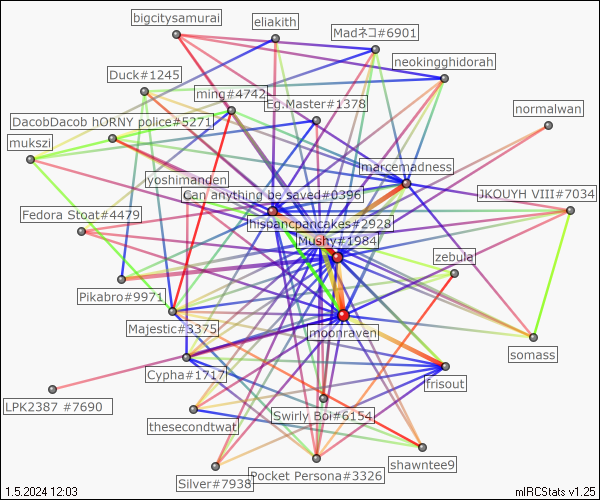 bigcitysamurai
eliakith
Madネコ#6901
neokingghidorah
Duck#1245
ming#4742
Eg.Master#1378
normalwan
DacobDacob hORNY police#5271
mukszi
marcemadness
yoshimanden
Can anything be saved#0396
JKOUYH VIII#7034
Fedora Stoat#4479
hispancpancakes#2928
Mushy#1984
zebula
Pikabro#9971
Majestic#3375
moonraven
somass
Cypha#1717
frisout
LPK2387 #7690
thesecondtwat
Swirly Boi#6154
shawntee9
Silver#7938
Pocket Persona#3326
1.5.2024 12:03
mIRCStats v1.25